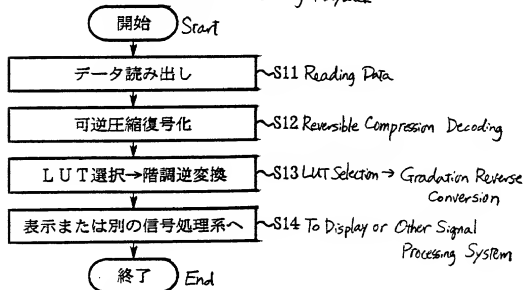 開始 Start
データ読み出し S11 Reading Data
可逆圧縮復号化 S12 Reversible Compression Decoding
LUT選択→階調逆変換 S13 LUT Selection → Gradation Reverse
Conversion
表示または別の信号処理系へ S14 To Display or Other Signal
Processing System
終了 End